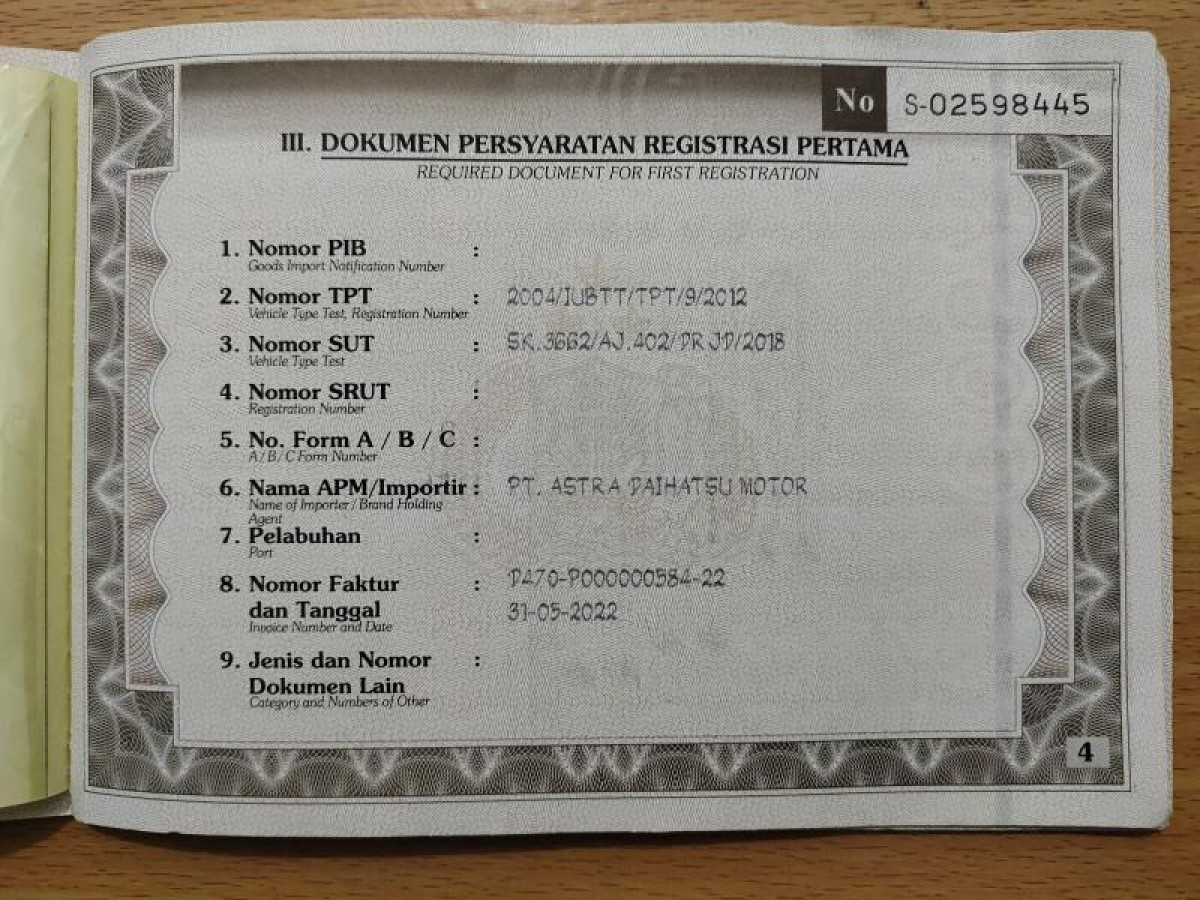 No S-02598445
III. DOKUMEN PERSYARATAN REGISTRASI PERTAMA
REQUIRED DOCUMENT FOR FIRST REGISTRATION
1. Nomor PIB :
Goods Import Notification Number
2. Nomor TPT : 2004/IUBTT/TPT/9/2012
Vehicle Type Test, Registration Number
3. Nomor SUT : SK.3662/AJ.402/DRJD/2018
Vehicle Type Test
4. Nomor SRUT :
Registration Number
5. No. Form A / B / C :
A / B / C Form Number
6. Nama APM/Importir : PT. ASTRA DAIHATSU MOTOR
Name of Importer / Brand Holding
Agent
7. Pelabuhan :
Port
8. Nomor Faktur : DA70-P000000584-22
dan Tanggal 31-05-2022
Invoice Number and Date
9. Jenis dan Nomor :
Dokumen Lain
Category and Numbers of Other
4